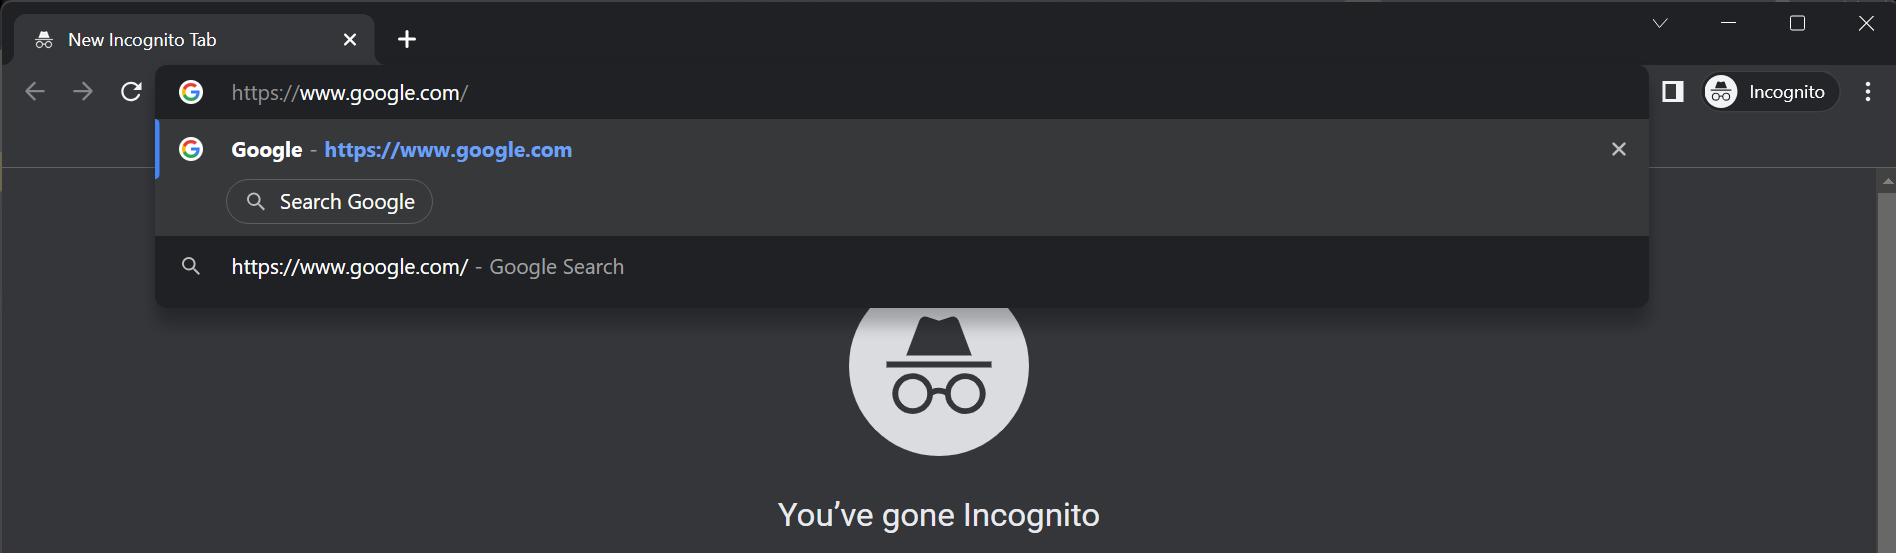 New Incognito Tab
https://www.google.com/
Incognito
Google - https://www.google.com
Search Google
https://www.google.com/ - Google Search
You’ve gone Incognito